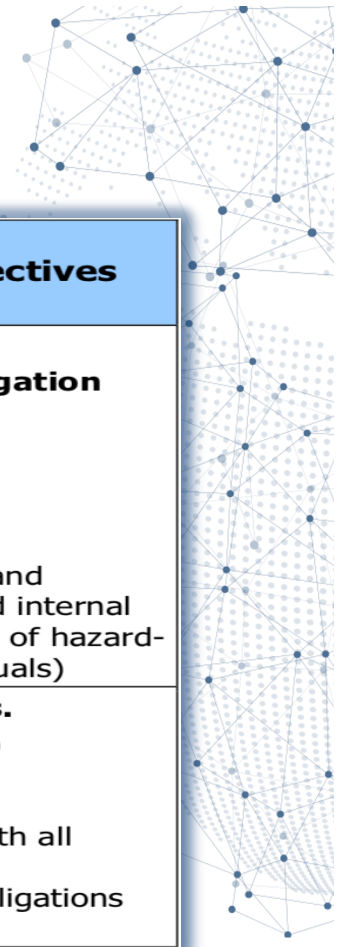 ectives
gation
and
d internal
of hazard-
uals)
s.
th all
ligations